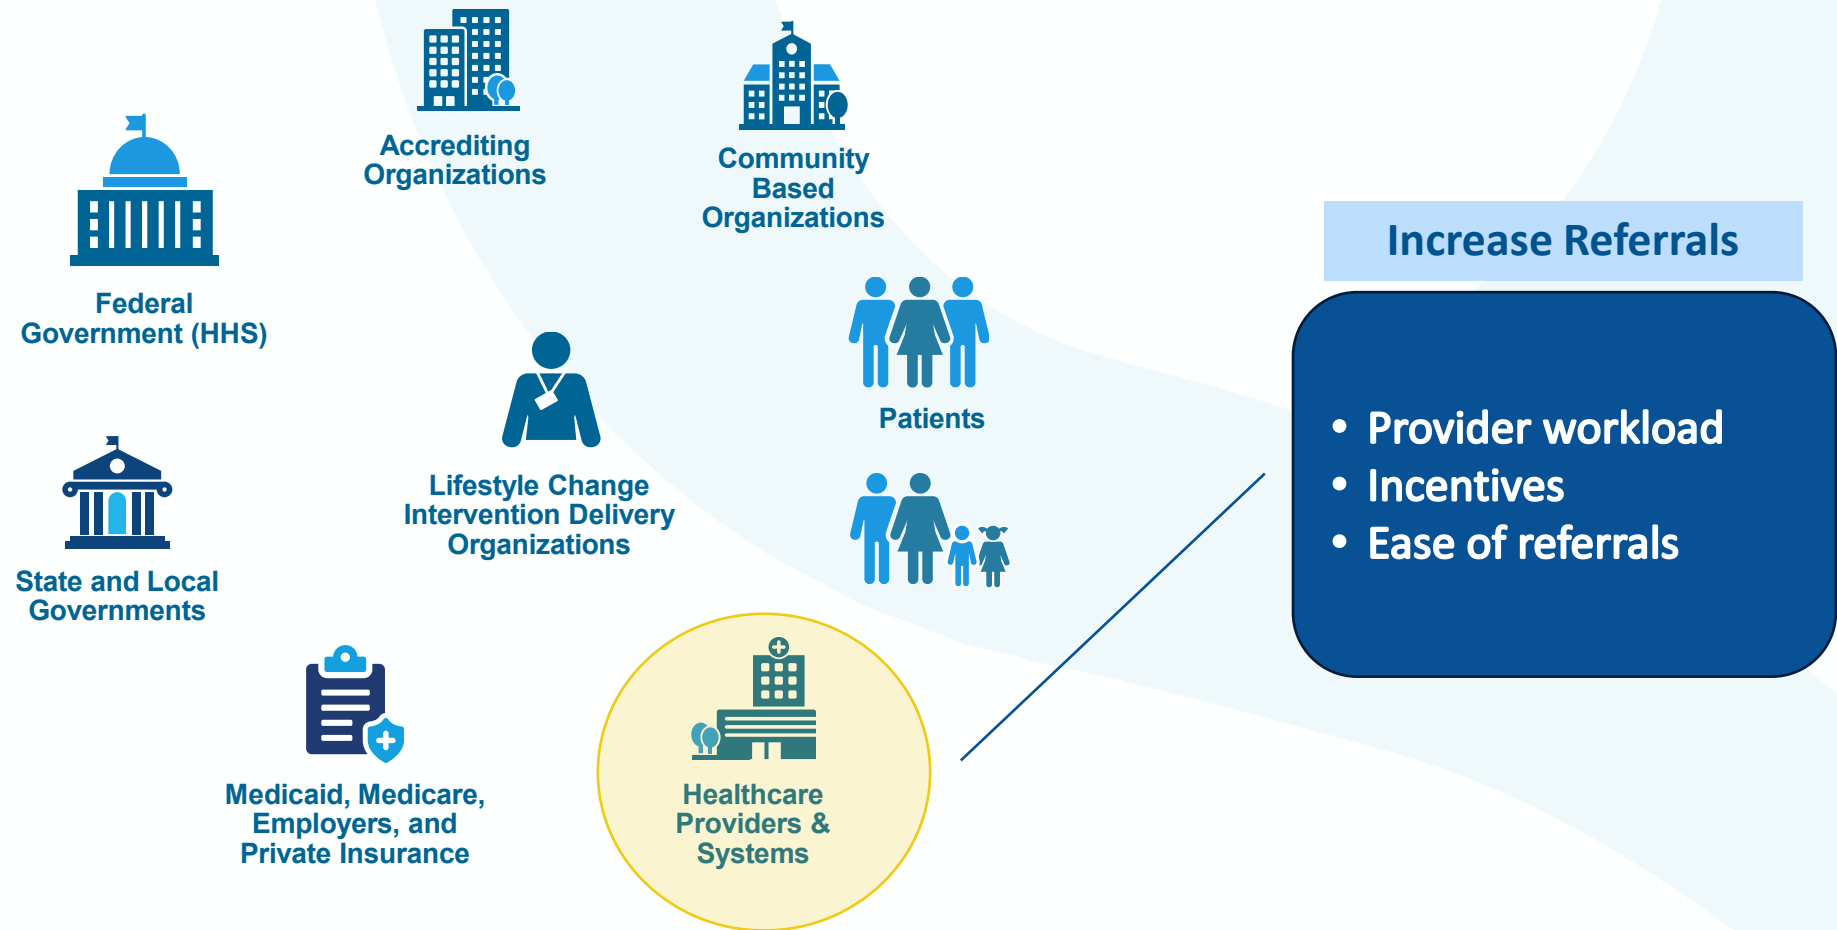 Accrediting
Organizations
Community
Based
Organizations
Federal
Government (HHS)
Patients
Lifestyle Change
Intervention Delivery
Organizations
State and Local
Governments
Medicaid, Medicare,
Employers, and
Private Insurance
Healthcare
Providers &
Systems
Increase Referrals
• Provider workload
• Incentives
• Ease of referrals